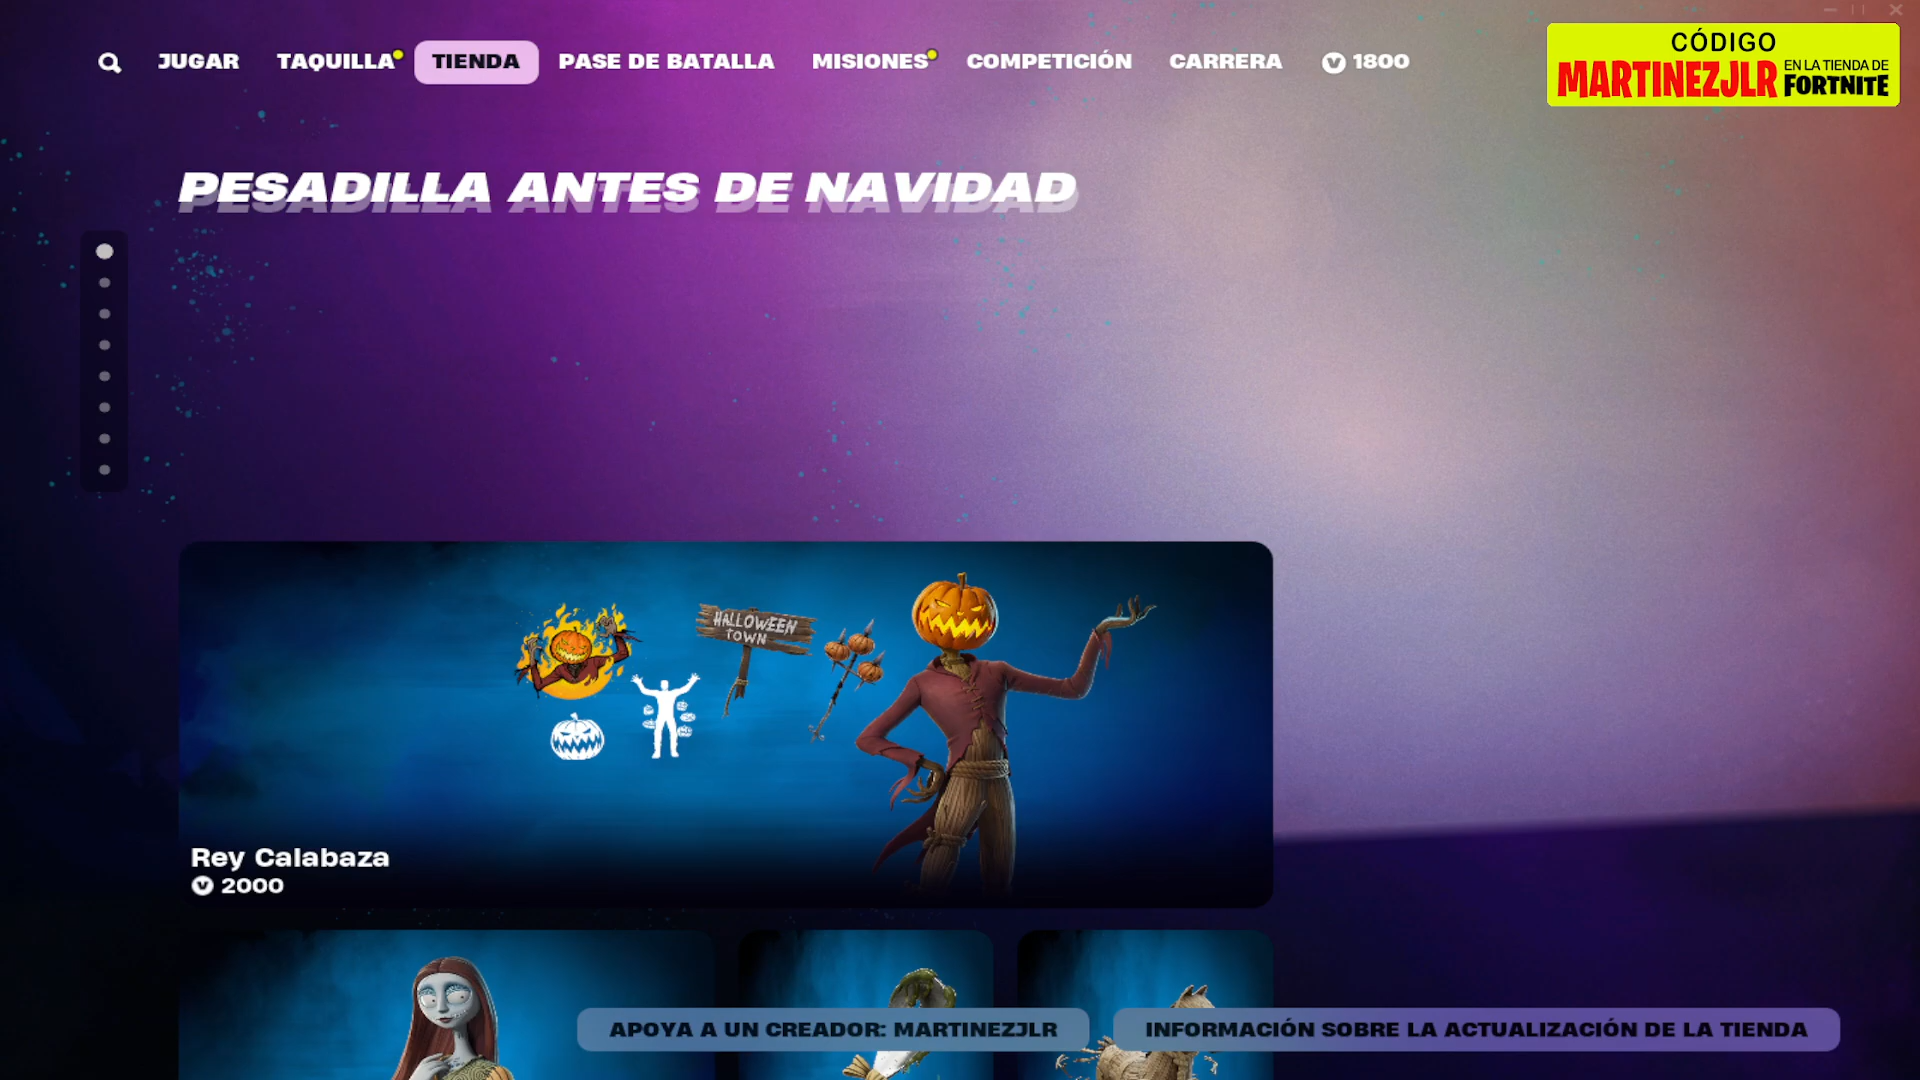 JUGAR TAQUILLA TIENDA PASE DE BATALLA MISIONES COMPETICIÓN CARRERA 1800
CÓDIGO
MARTINEZJLR EN LA TIENDA DE FORTNITE
PESADILLA ANTES DE NAVIDAD
HALLOWEEN
TOWN
Rey Calabaza
2000
APOYA A UN CREADOR: MARTINEZJLR
INFORMACIÓN SOBRE LA ACTUALIZACIÓN DE LA TIENDA